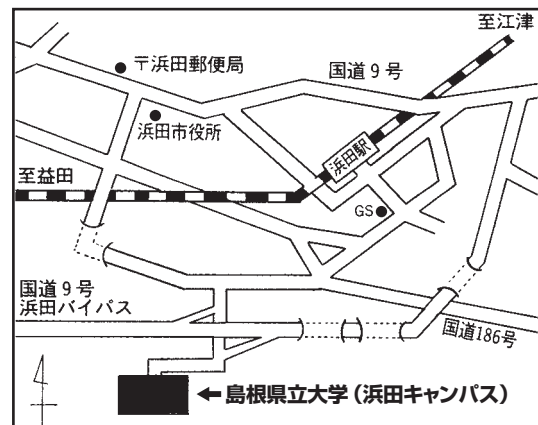 至江津
国道9号
〒浜田郵便局
浜田市役所
浜田駅
至益田
GS
国道9号
浜田バイパス
国道186号
島根県立大学(浜田キャンパス)